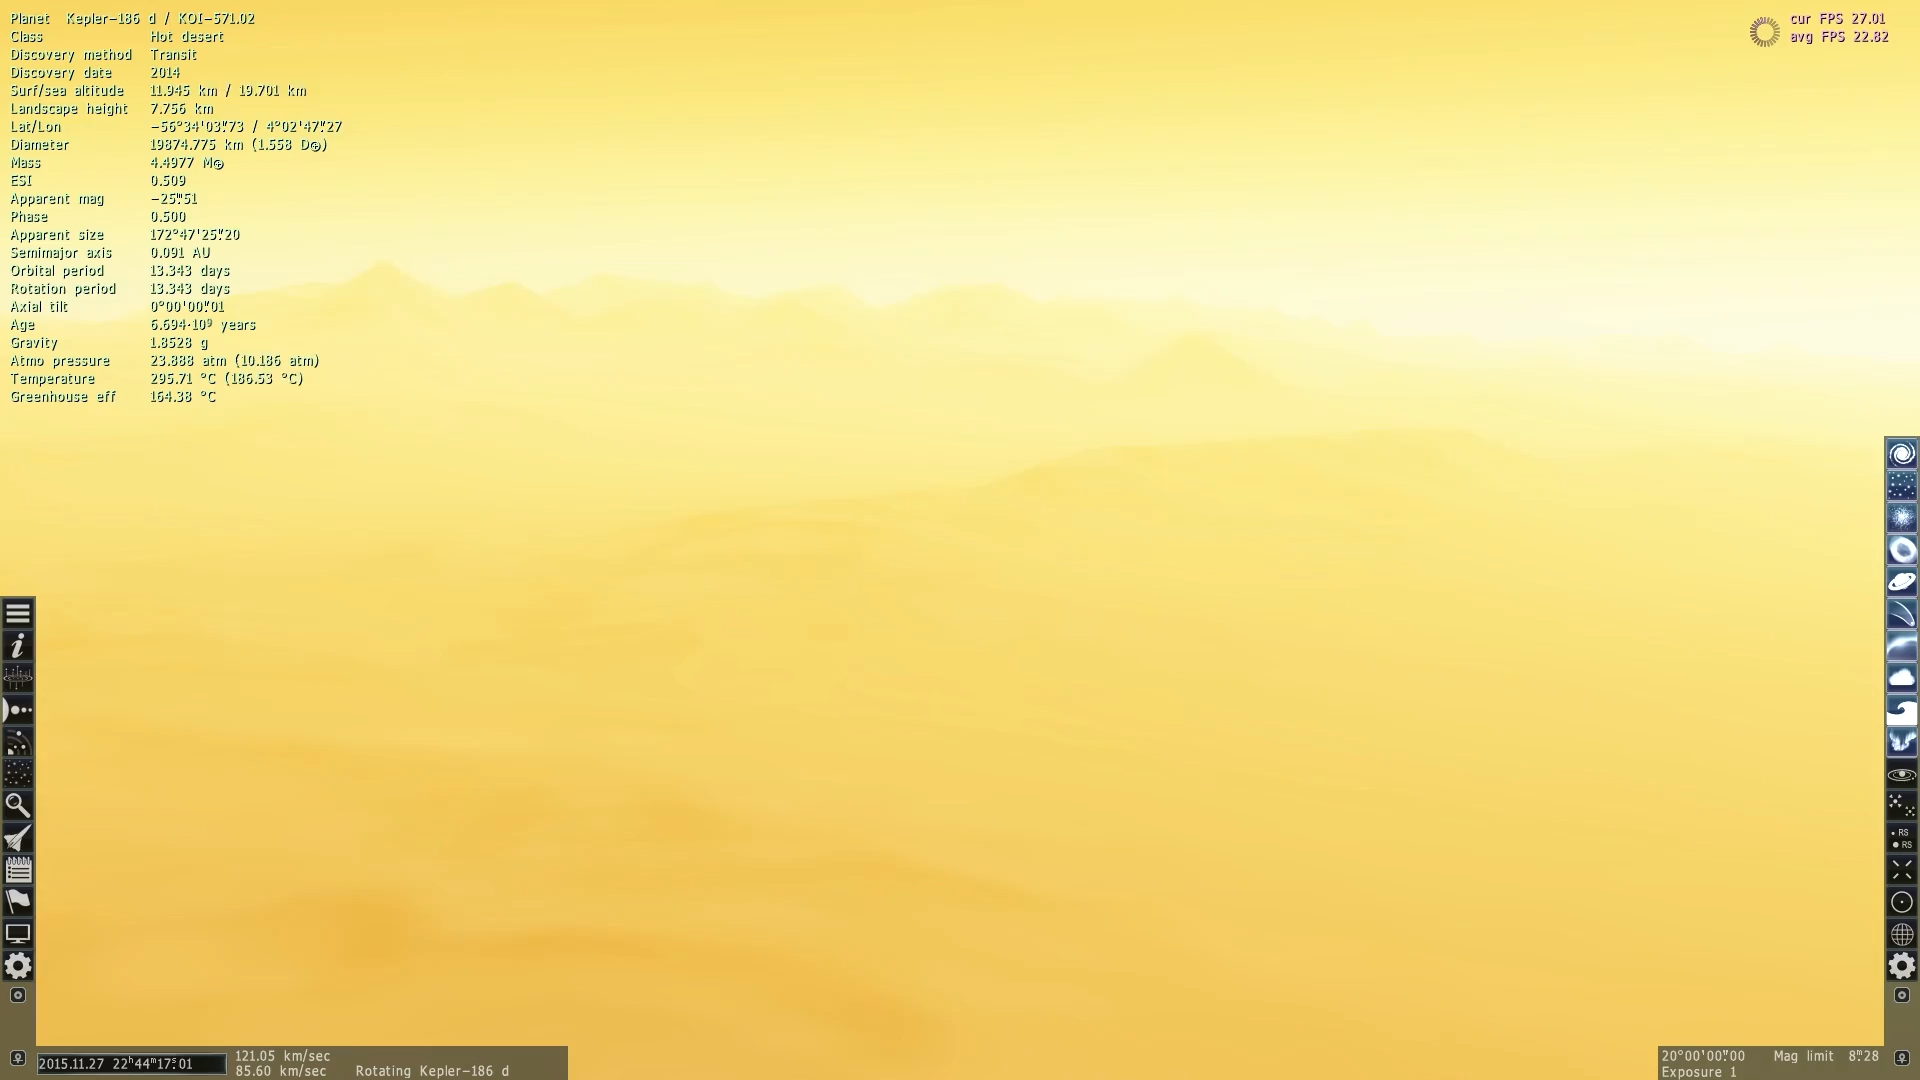 Planet Kepler-186 d / KOI-571.02
Class Hot desert
Discovery method Transit
Discovery date 2014
Surf/sea altitude 11.945 km / 19.701 km
Landscape height 7.756 km
Lat/Lon -56°34'03".73 / 4°02'47".27
Diameter 19874.775 km (1.558 D⊕)
Mass 4.4977 M⊕
ESI 0.509
Apparent mag -25ᵐ.51
Phase 0.500
Apparent size 172°47'25".20
Semimajor axis 0.091 AU
Orbital period 13.343 days
Rotation period 13.343 days
Axial tilt 0°00'00".01
Age 6.694·10⁹ years
Gravity 1.8528 g
Atmo pressure 23.888 atm (10.186 atm)
Temperature 295.71 °C (186.53 °C)
Greenhouse eff 164.38 °C
cur FPS 27.01
avg FPS 22.82
RS
RS
2015.11.27 22ʰ44ᵐ17ˢ.01
121.05 km/sec
85.60 km/sec Rotating Kepler-186 d
20°00'00".00 Mag limit 8ᵐ.28
Exposure 1